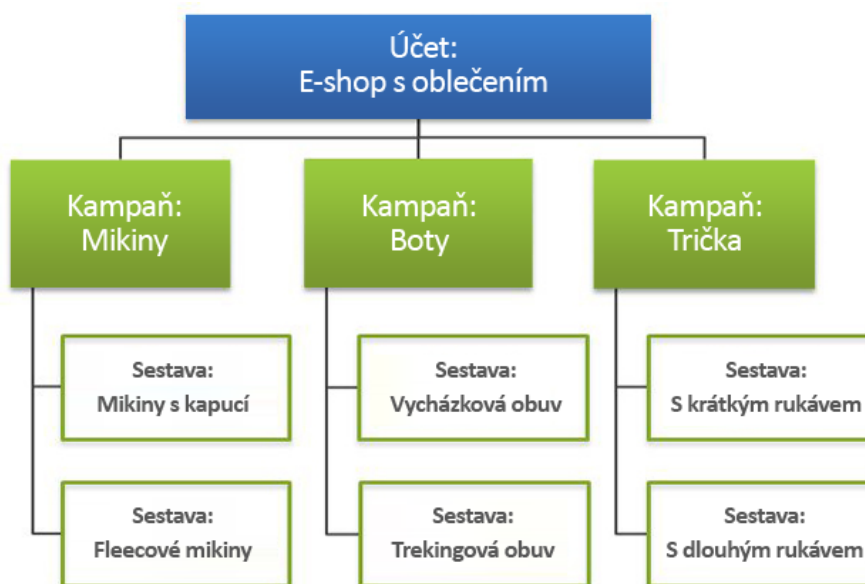 Účet:
E-shop s oblečením
Kampaň:
Mikiny
Kampaň:
Boty
Kampaň:
Trička
Sestava:
Mikiny s kapucí
Sestava:
Vycházková obuv
Sestava:
S krátkým rukávem
Sestava:
Fleecové mikiny
Sestava:
Trekingová obuv
Sestava:
S dlouhým rukávem